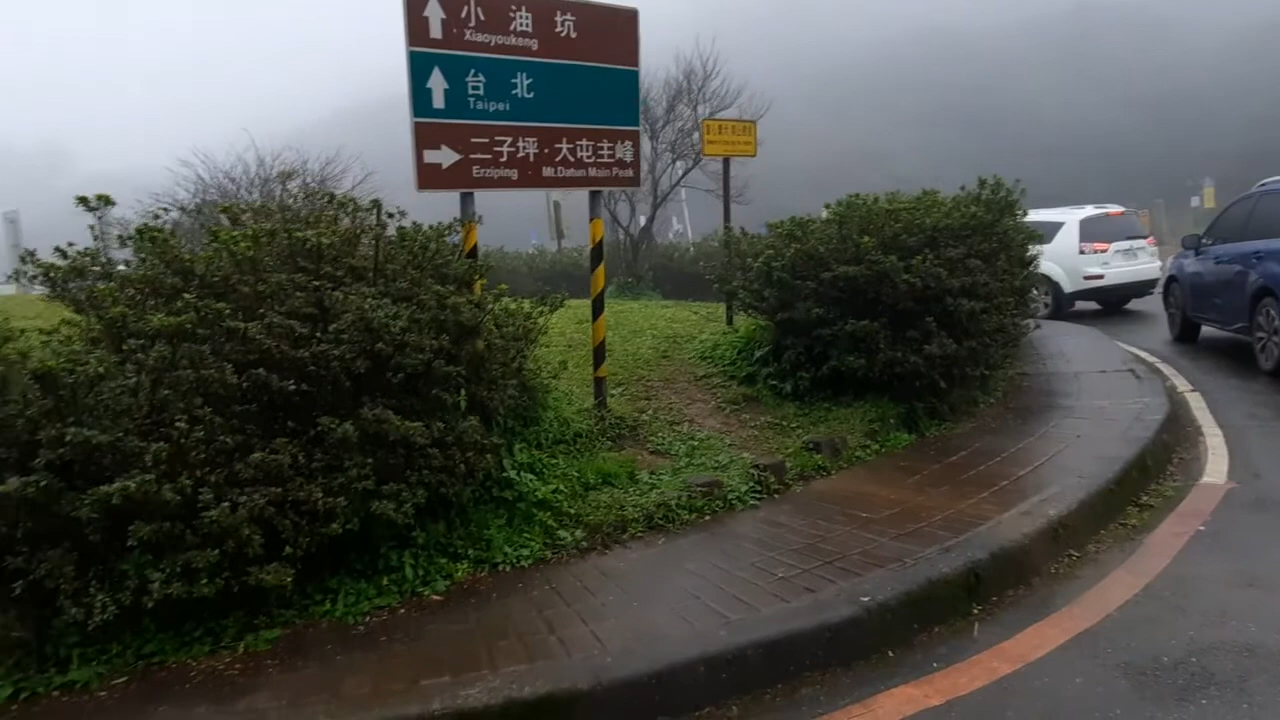 小油坑
Xiaoyoukeng
台北
Taipei
二子坪·大屯主峰
Erziping · Mt.Datun Main Peak